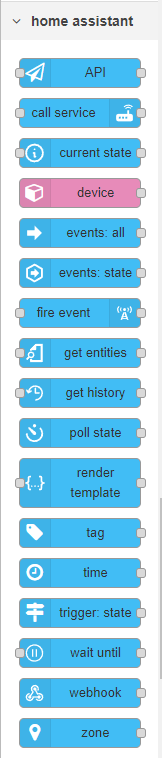 home assistant
API
call service
current state
device
events: all
events: state
fire event
get entities
get history
poll state
{...} render
template
tag
time
trigger: state
wait until
webhook
zone